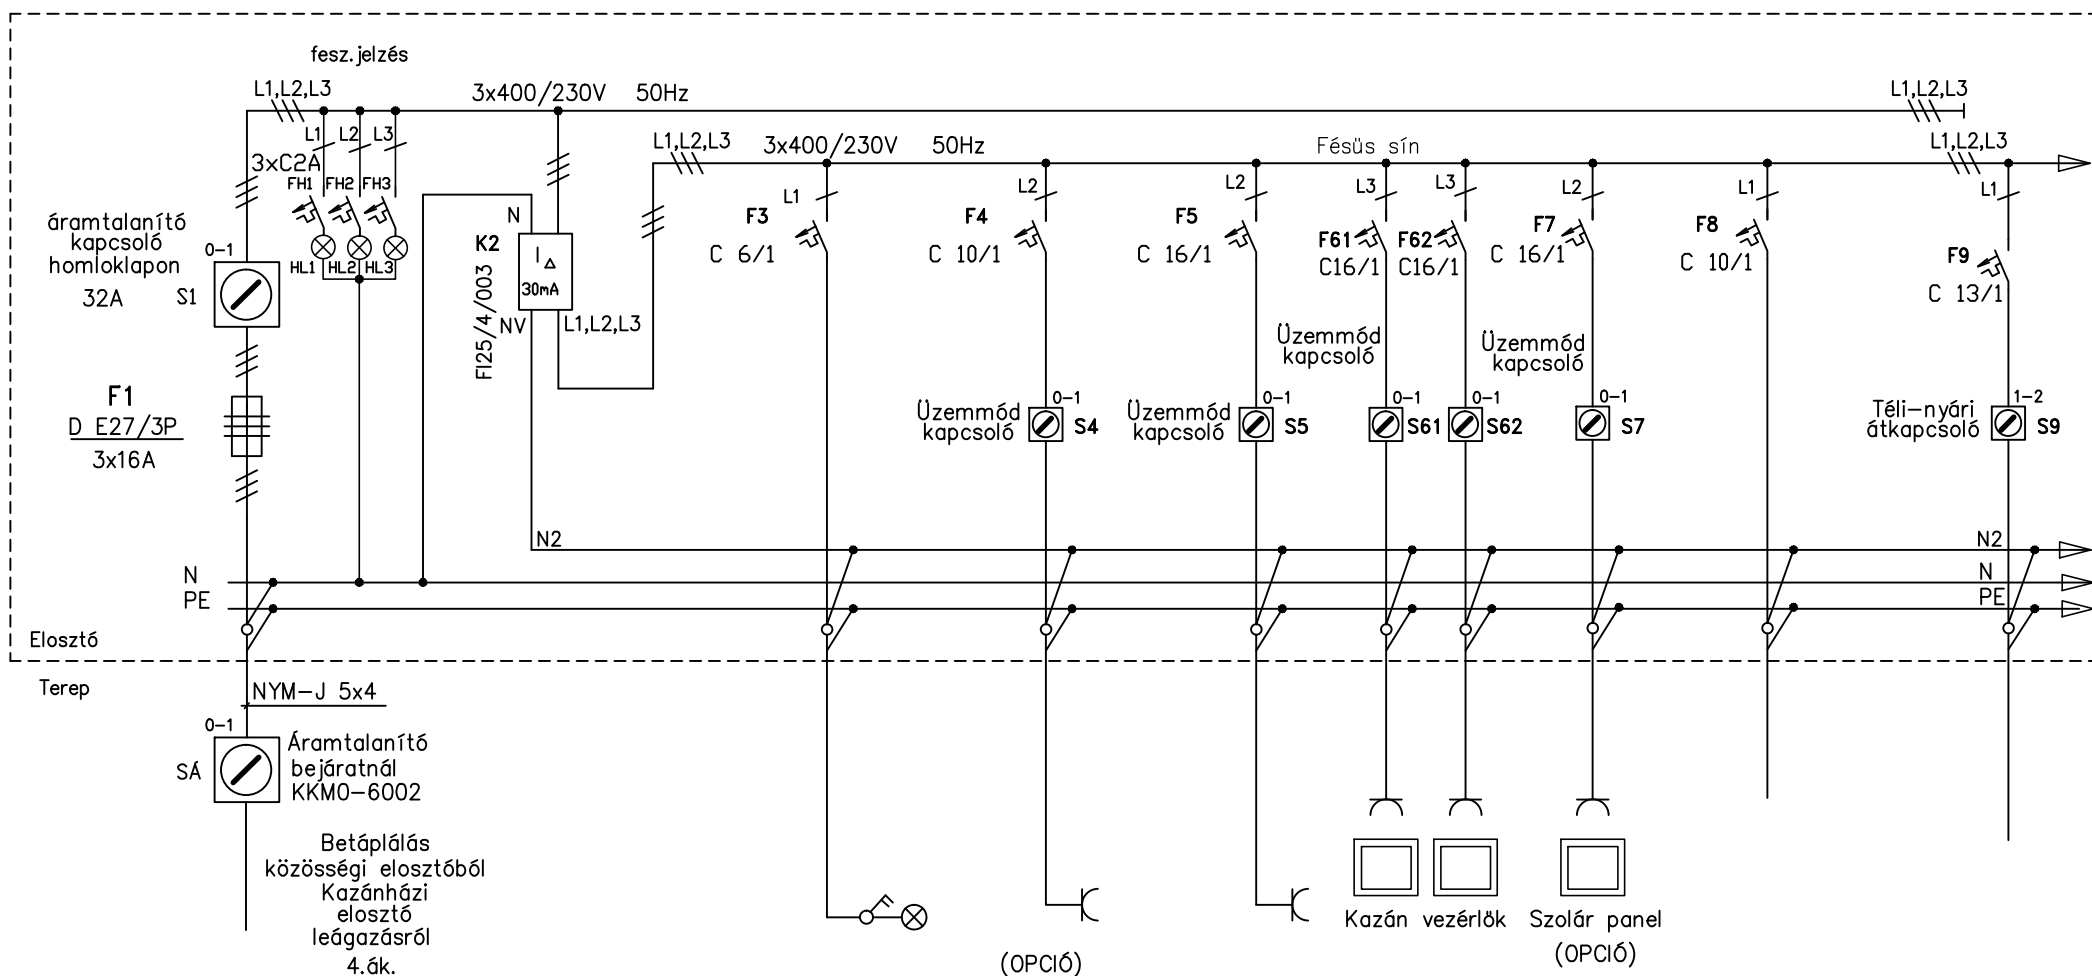 fesz.jelzés
L1,L2,L3
3x400/230V 50Hz
L1,L2,L3
L1 L2 L3
3xC2A
FH1 FH2 FH3
HL1 HL2 HL3
áramtalanító
kapcsoló
homloklapon
32A
0-1
S1
F1
D E27/3P
3x16A
N
K2
I Δ
30mA
FI25/4/003
NV
L1,L2,L3
L1,L2,L3
3x400/230V 50Hz
Fésüs sín
L1,L2,L3
L1
F3
C 6/1
L2
F4
C 10/1
L2
F5
C 16/1
L3
F61
C16/1
L3
F62
C16/1
L2
F7
C 16/1
L1
F8
C 10/1
L1
F9
C 13/1
Üzemmód
kapcsoló
0-1
S4
Üzemmód
kapcsoló
0-1
S5
Üzemmód
kapcsoló
0-1
S61
0-1
S62
Üzemmód
kapcsoló
0-1
S7
Téli-nyári
átkapcsoló
1-2
S9
N2
N2
N
N
PE
PE
Elosztó
Terep
NYM-J 5x4
0-1
SÁ
Áramtalanító
bejáratnál
KKM0-6002
Betáplálás
közösségi elosztóból
Kazánházi
elosztó
leágazásról
4.ák.
(OPCIÓ)
Kazán vezérlök
Szolár panel
(OPCIÓ)